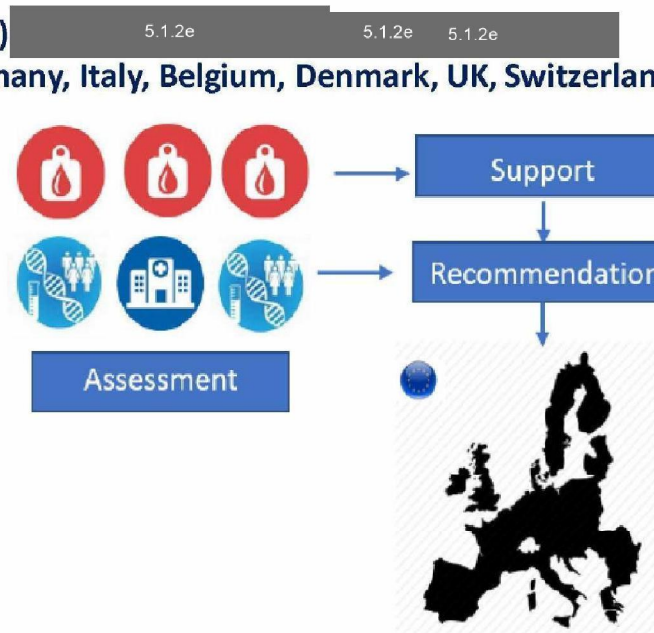 ) 5.1.2e 5.1.2e 5.1.2e
many, Italy, Belgium, Denmark, UK, Switzerlan
Support
Recommendation
Assessment